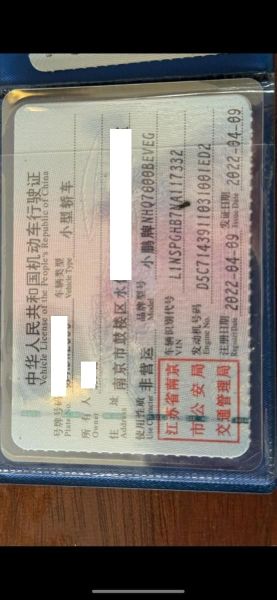 中华人民共和国机动车行驶证
Vehicle License of the People's Republic of China
号牌号码
Plate No.
车辆类型 小型轿车
Vehicle Type
所有人
Owner
住址 南京市鼓楼区水
Address
使用性质 非营运
Use Character
品牌型号 小鹏牌NH7000BEVEG
Model
车辆识别代号
VIN
发动机号码
Engine No.
注册日期 2022-04-09
Register Date
发证日期 2022-04-09
Issue Date
江苏省南京
市公安局
交通管理局